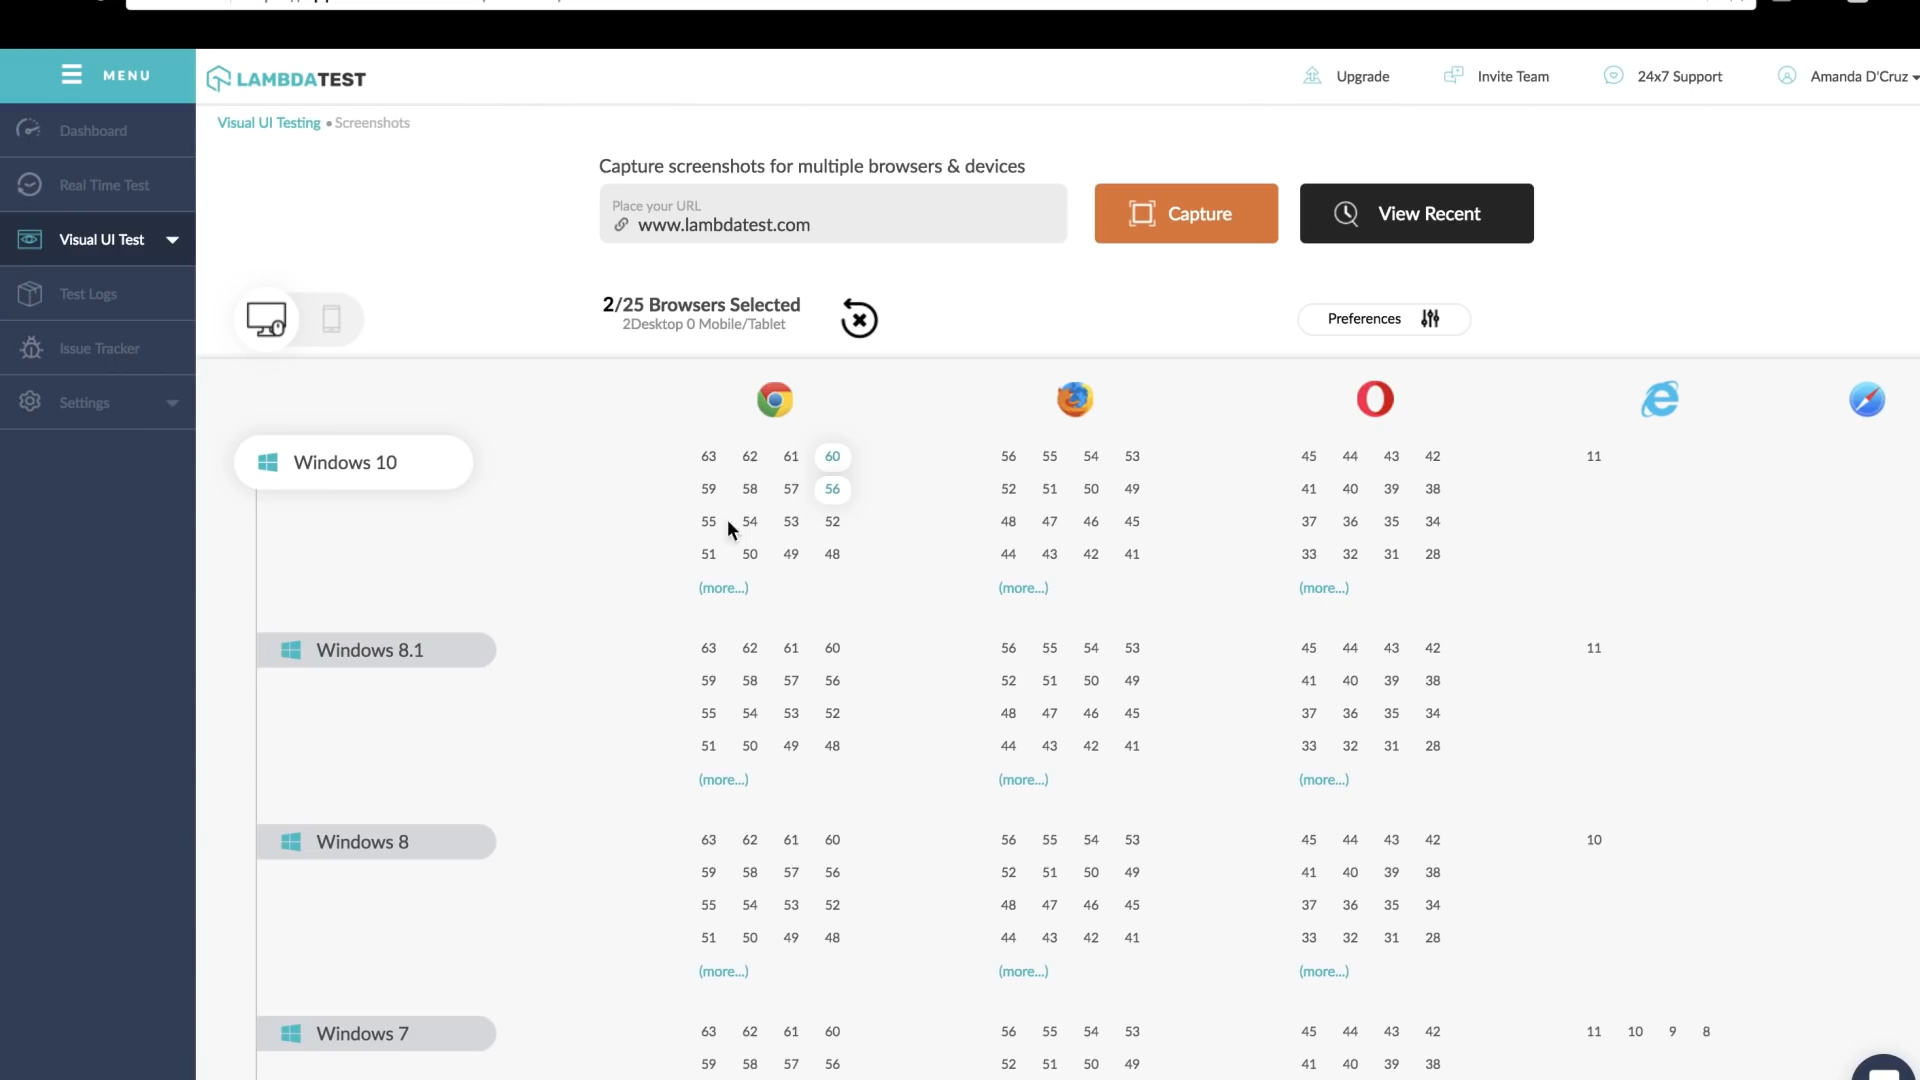 MENU
LAMBDATEST
Upgrade
Invite Team
24x7 Support
Amanda D'Cruz
Dashboard
Real Time Test
Visual UI Test
Test Logs
Issue Tracker
Settings
Visual UI Testing • Screenshots
Capture screenshots for multiple browsers & devices
Place your URL
www.lambdatest.com
Capture
View Recent
2/25 Browsers Selected
2Desktop 0 Mobile/Tablet
Preferences
Windows 10
63 62 61 60 56 55 54 53 45 44 43 42 11
59 58 57 56 52 51 50 49 41 40 39 38
55 54 53 52 48 47 46 45 37 36 35 34
51 50 49 48 44 43 42 41 33 32 31 28
(more...) (more...) (more...)
Windows 8.1
63 62 61 60 56 55 54 53 45 44 43 42 11
59 58 57 56 52 51 50 49 41 40 39 38
55 54 53 52 48 47 46 45 37 36 35 34
51 50 49 48 44 43 42 41 33 32 31 28
(more...) (more...) (more...)
Windows 8
63 62 61 60 56 55 54 53 45 44 43 42 10
59 58 57 56 52 51 50 49 41 40 39 38
55 54 53 52 48 47 46 45 37 36 35 34
51 50 49 48 44 43 42 41 33 32 31 28
(more...) (more...) (more...)
Windows 7
63 62 61 60 56 55 54 53 45 44 43 42 11 10 9 8
59 58 57 56 52 51 50 49 41 40 39 38